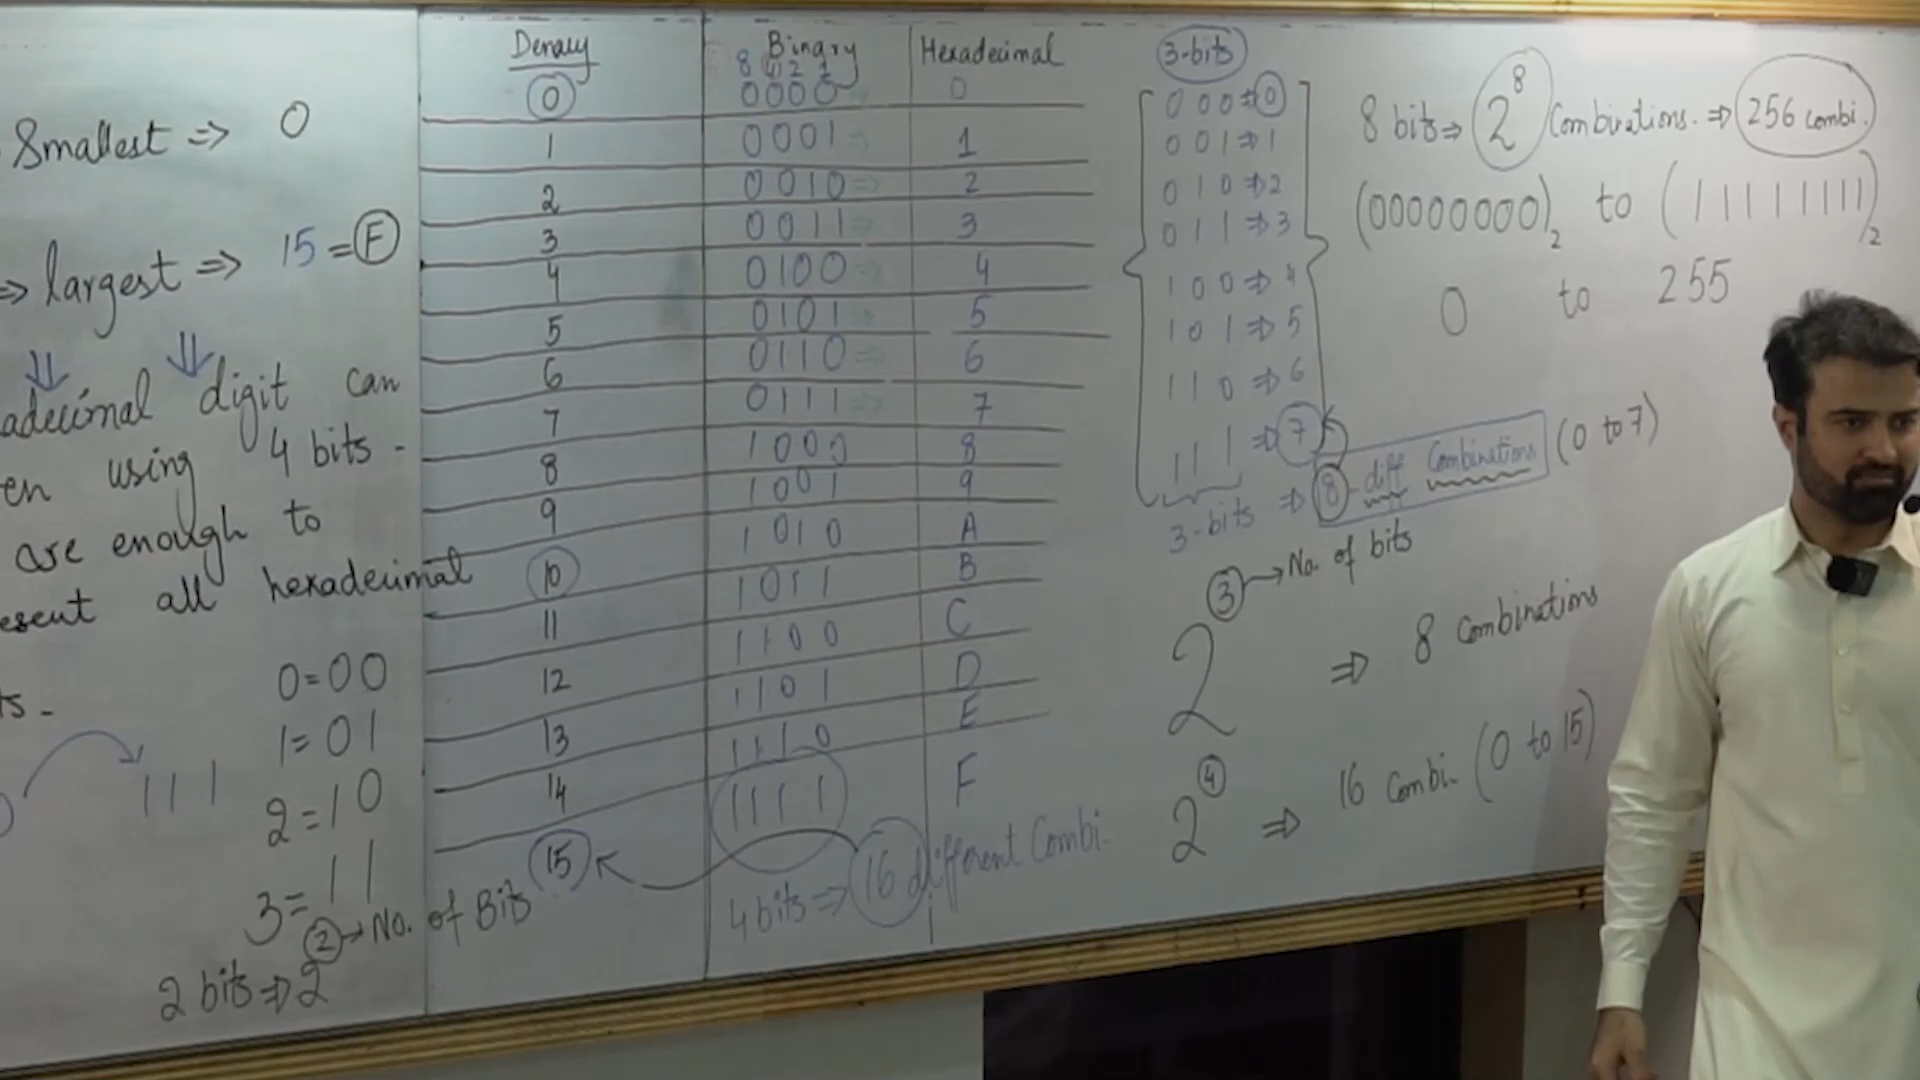 Smallest => 0
=> largest => 15 = F
adecimal digit can
en using 4 bits -
are enough to
esent all hexadecimal
ts -
111
0=00
1=01
2=10
3=11
2 -> No. of Bits
2 bits => 2
Denary Binary Hexadecimal
8 4 2 1
0 0000 0
1 0001 1
2 0010 2
3 0011 3
4 0100 4
5 0101 5
6 0110 6
7 0111 7
8 1000 8
9 1001 9
10 1010 A
11 1011 B
12 1100 C
13 1101 D
14 1110 E
15 1111 F
4 bits => 16 different Combi.
3-bits
000 => 0
001 => 1
010 => 2
011 => 3
100 => 4
101 => 5
110 => 6
111 => 7
3-bits => 8 - diff Combinations (0 to 7)
3 -> No. of bits
2 => 8 Combinations
2⁴ => 16 Combi. (0 to 15)
8 bits => 2⁸ Combinations. => 256 combi.
(00000000)₂ to (11111111)₂
0 to 255